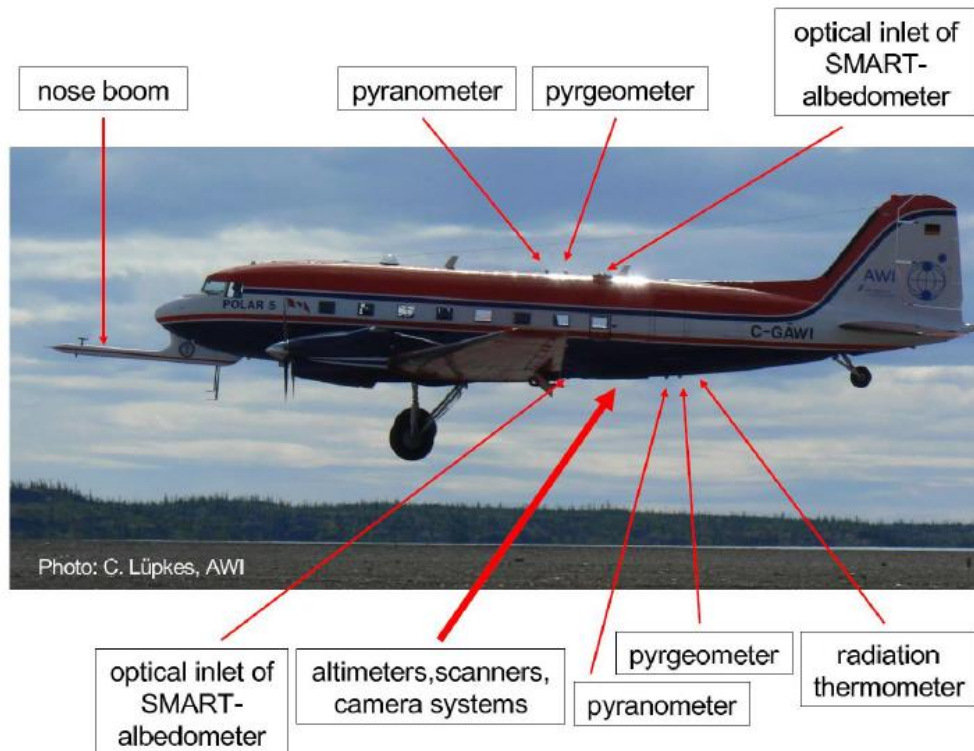 nose boom
pyranometer
pyrgeometer
optical inlet of
SMART-
albedometer
POLAR 5
AWI
C-GAWI
Photo: C. Lüpkes, AWI
optical inlet of
SMART-
albedometer
altimeters,scanners,
camera systems
pyranometer
pyrgeometer
radiation
thermometer